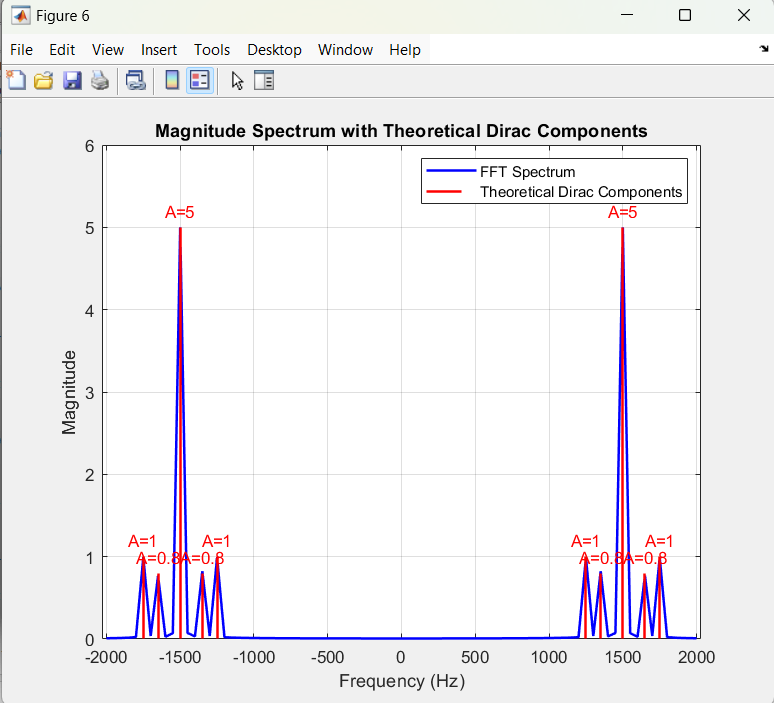 Figure 6
File Edit View Insert Tools Desktop Window Help
Magnitude Spectrum with Theoretical Dirac Components
FFT Spectrum
Theoretical Dirac Components
6
5
4
3
2
1
0
Magnitude
A=5
A=5
A=1
A=1
A=1
A=1
A=0.8
A=0.8
A=0.8
A=0.8
-2000 -1500 -1000 -500 0 500 1000 1500 2000
Frequency (Hz)